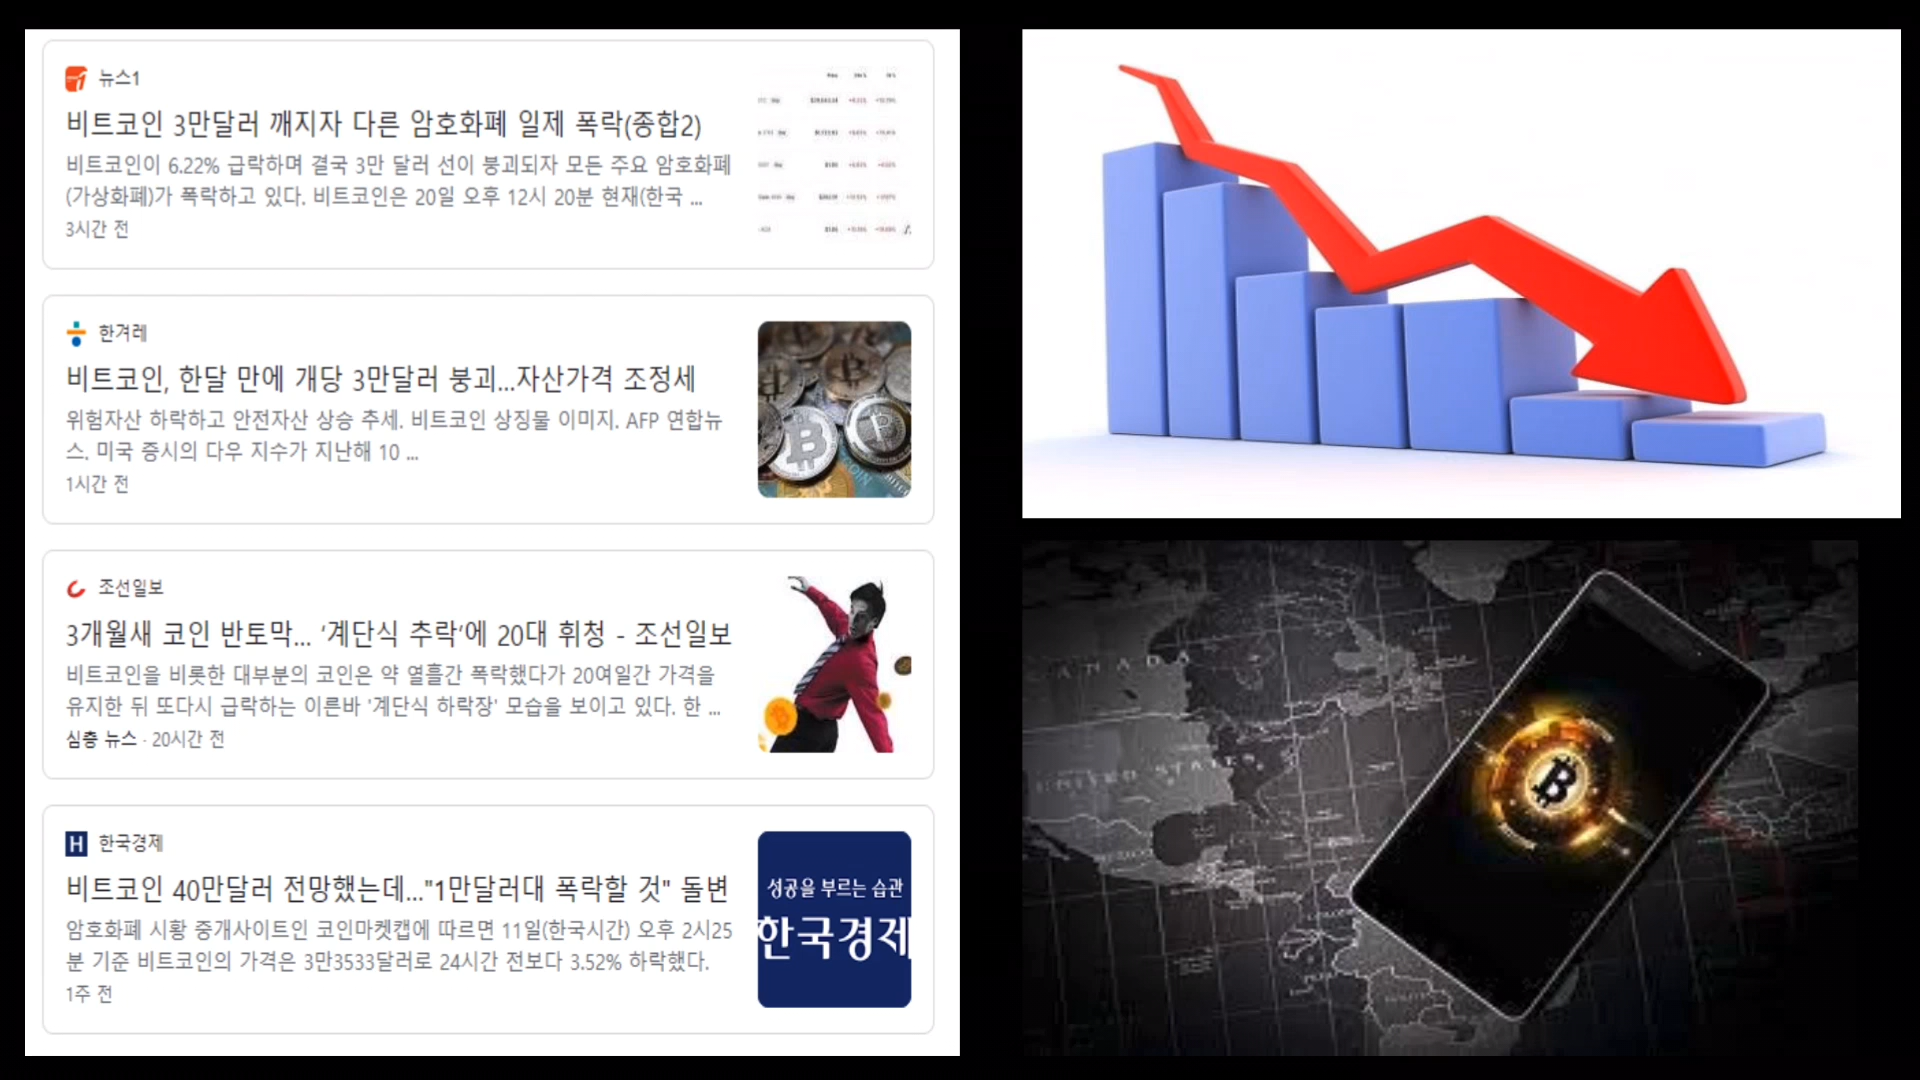 뉴스1
비트코인 3만달러 깨지자 다른 암호화폐 일제 폭락(종합2)
비트코인이 6.22% 급락하며 결국 3만 달러 선이 붕괴되자 모든 주요 암호화폐
(가상화폐)가 폭락하고 있다. 비트코인은 20일 오후 12시 20분 현재(한국 ...
3시간 전
한겨레
비트코인, 한달 만에 개당 3만달러 붕괴...자산가격 조정세
위험자산 하락하고 안전자산 상승 추세. 비트코인 상징물 이미지. AFP 연합뉴
스. 미국 증시의 다우 지수가 지난해 10 ...
1시간 전
조선일보
3개월새 코인 반토막... ‘계단식 추락’에 20대 휘청 - 조선일보
비트코인을 비롯한 대부분의 코인은 약 열흘간 폭락했다가 20여일간 가격을
유지한 뒤 또다시 급락하는 이른바 '계단식 하락장' 모습을 보이고 있다. 한 ...
심층 뉴스 · 20시간 전
H 한국경제
비트코인 40만달러 전망했는데..."1만달러대 폭락할 것" 돌변
암호화폐 시황 중개사이트인 코인마켓캡에 따르면 11일(한국시간) 오후 2시25
분 기준 비트코인의 가격은 3만3533달러로 24시간 전보다 3.52% 하락했다.
1주 전
성공을 부르는 습관
한국경제
CANADA
UNITED STATES